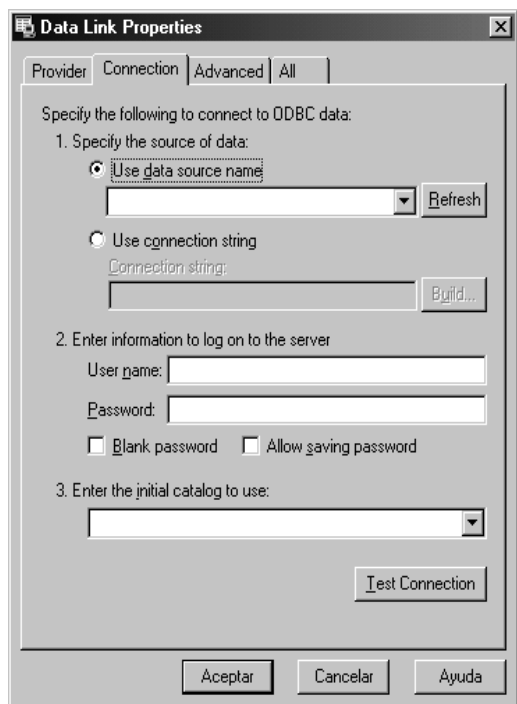 Data Link Properties
Provider Connection Advanced All
Specify the following to connect to ODBC data:
1. Specify the source of data:
Use data source name
Refresh
Use connection string
Connection string:
Build...
2. Enter information to log on to the server
User name:
Password:
Blank password Allow saving password
3. Enter the initial catalog to use:
Test Connection
Aceptar Cancelar Ayuda